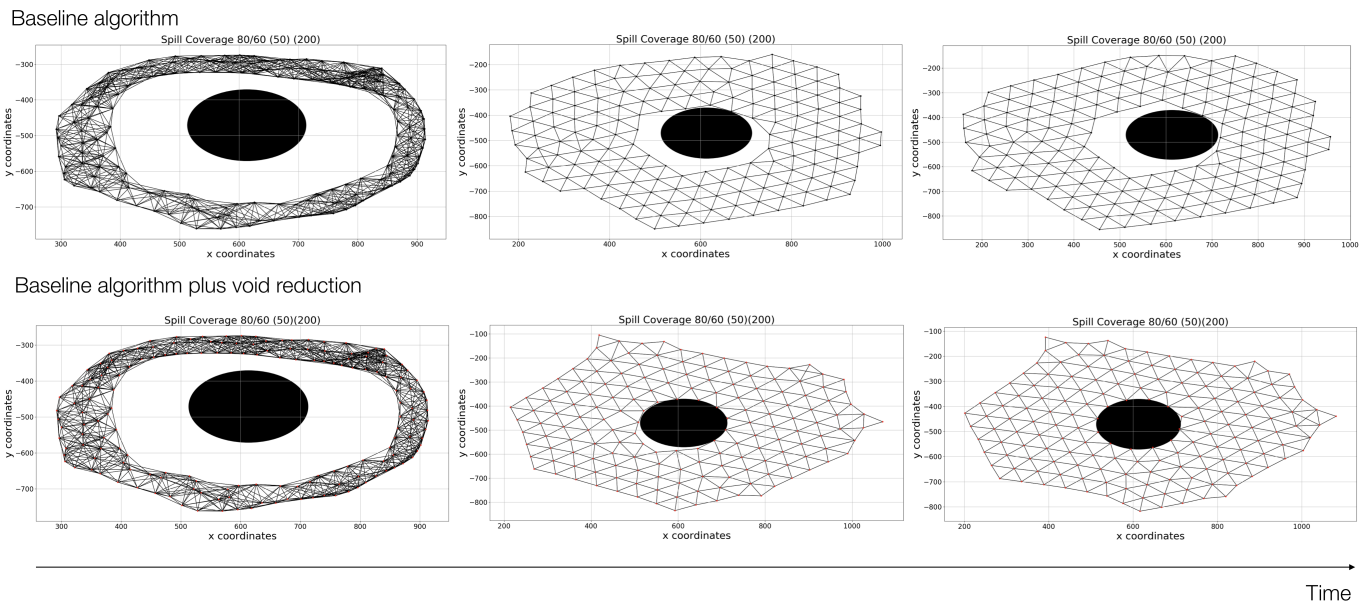 Baseline algorithm
Spill Coverage 80/60 (50) (200)
Spill Coverage 80/60 (50) (200)
Spill Coverage 80/60 (50) (200)
y coordinates
−300
−400
−500
−600
−700
300 400 500 600 700 800 900
x coordinates
y coordinates
−200
−300
−400
−500
−600
−700
−800
200 400 600 800 1000
x coordinates
y coordinates
−200
−300
−400
−500
−600
−700
−800
200 300 400 500 600 700 800 900 1000
x coordinates
Baseline algorithm plus void reduction
Spill Coverage 80/60 (50)(200)
Spill Coverage 80/60 (50)(200)
Spill Coverage 80/60 (50)(200)
y coordinates
−300
−400
−500
−600
−700
300 400 500 600 700 800 900
x coordinates
y coordinates
−100
−200
−300
−400
−500
−600
−700
−800
200 400 600 800 1000
x coordinates
y coordinates
−100
−200
−300
−400
−500
−600
−700
−800
200 400 600 800 1000
x coordinates
Time